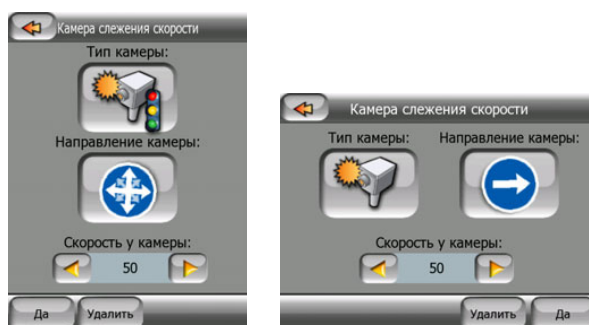 Камера слежения скорости
Тип камеры:
Направление камеры:
Скорость у камеры:
50
Да Удалить
Камера слежения скорости
Тип камеры: Направление камеры:
Скорость у камеры:
50
Удалить Да